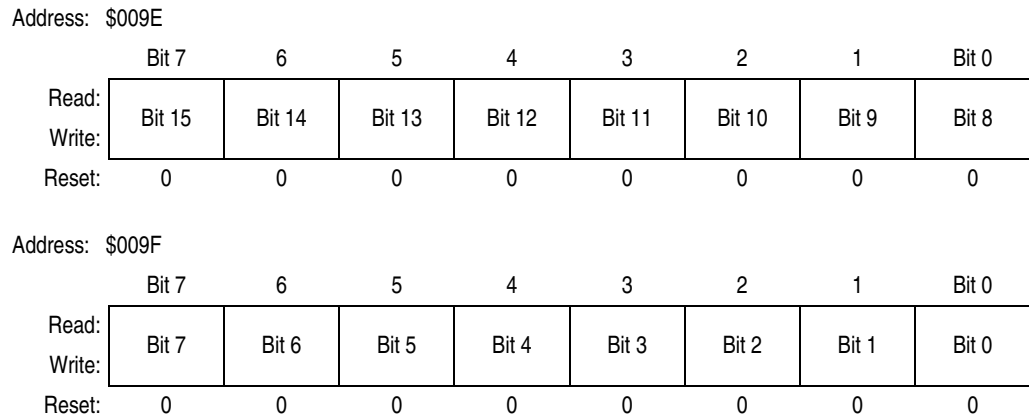 Address: $009E
Bit 7 6 5 4 3 2 1 Bit 0
Read:
Bit 15 Bit 14 Bit 13 Bit 12 Bit 11 Bit 10 Bit 9 Bit 8
Write:
Reset: 0 0 0 0 0 0 0 0
Address: $009F
Bit 7 6 5 4 3 2 1 Bit 0
Read:
Bit 7 Bit 6 Bit 5 Bit 4 Bit 3 Bit 2 Bit 1 Bit 0
Write:
Reset: 0 0 0 0 0 0 0 0